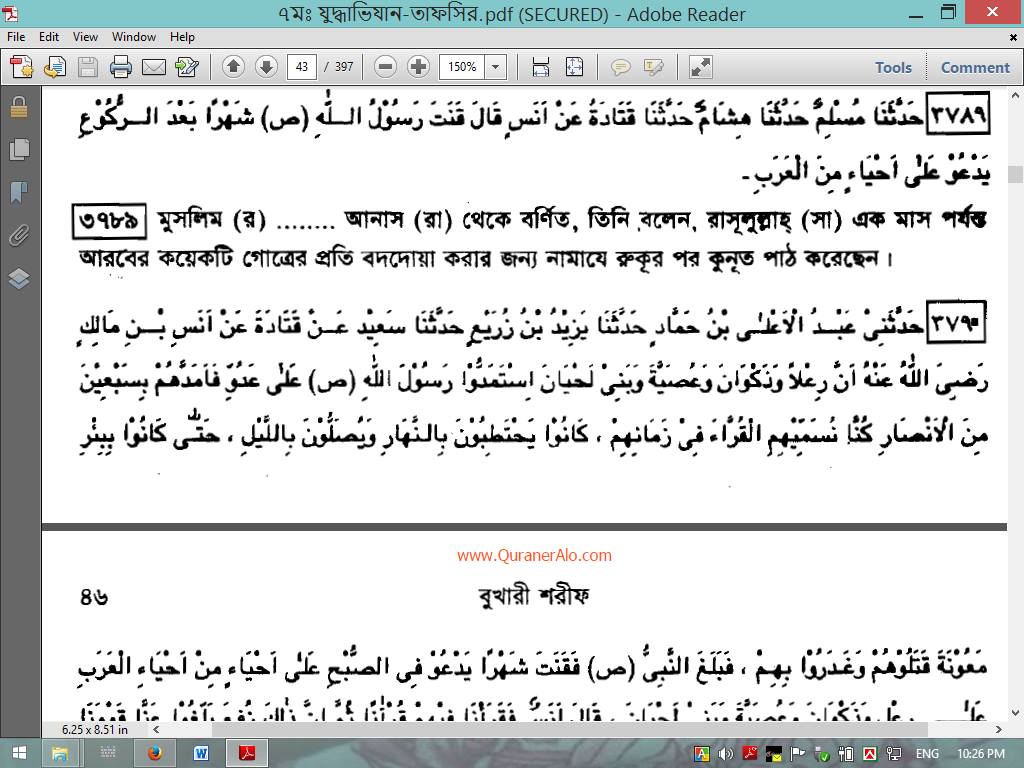 ৭মঃ যুদ্ধাভিযান-তাফসির.pdf (SECURED) - Adobe Reader
File Edit View Window Help
43 / 397 150% Tools Comment
٣٧٨٩ حَدَّثَنَا مُسْلِمٌ حَدَّثَنَا هِشَامٌ حَدَّثَنَا قَتَادَةُ عَنْ اَنَسٍ قَالَ قَنَتَ رَسُوْلُ اللّٰهِ (ص) شَهْرًا بَعْدَ الرُّكُوْعِ
يَدْعُوْ عَلٰى اَحْيَاءٍ مِنَ الْعَرَبِ -
৩৭৮৯ মুসলিম (র) ........ আনাস (রা) থেকে বর্ণিত, তিনি বলেন, রাসূলুল্লাহ্ (সা) এক মাস পর্যন্ত
আরবের কয়েকটি গোত্রের প্রতি বদদোয়া করার জন্য নামাযে রুকূর পর কুনূত পাঠ করেছেন।
٣٧٩٠ حَدَّثَنِيْ عَبْدُ الْاَعْلٰى بْنُ حَمَّادٍ حَدَّثَنَا يَزِيْدُ بْنُ زُرَيْعٍ حَدَّثَنَا سَعِيْدٌ عَنْ قَتَادَةَ عَنْ اَنَسِ بْنِ مَالِكٍ
رَضِيَ اللّٰهُ عَنْهُ اَنَّ رِعْلاً وَذَكْوَانَ وَعُصَيَّةَ وَبَنِيْ لَحْيَانَ اِسْتَمَدُّوْا رَسُوْلَ اللّٰهِ (ص) عَلٰى عَدُوٍّ فَاَمَدَّهُمْ بِسَبْعِيْنَ
مِنَ الْاَنْصَارِ كُنَّا نُسَمِّيْهِمِ الْقُرَّاءَ فِيْ زَمَانِهِمْ ، كَانُوْا يَحْتَطِبُوْنَ بِالنَّهَارِ وَيُصَلُّوْنَ بِاللَّيْلِ ، حَتّٰى كَانُوْا بِبِئْرِ
www.QuranerAlo.com
৪৬ বুখারী শরীফ
مَعُوْنَةَ قَتَلُوْهُمْ وَغَدَرُوْا بِهِمْ ، فَبَلَغَ النَّبِيَّ (ص) فَقَنَتَ شَهْرًا يَدْعُوْ فِي الصُّبْحِ عَلٰى اَحْيَاءٍ مِنْ اَحْيَاءِ الْعَرَبِ
6.25 x 8.51 in
ENG 10:26 PM